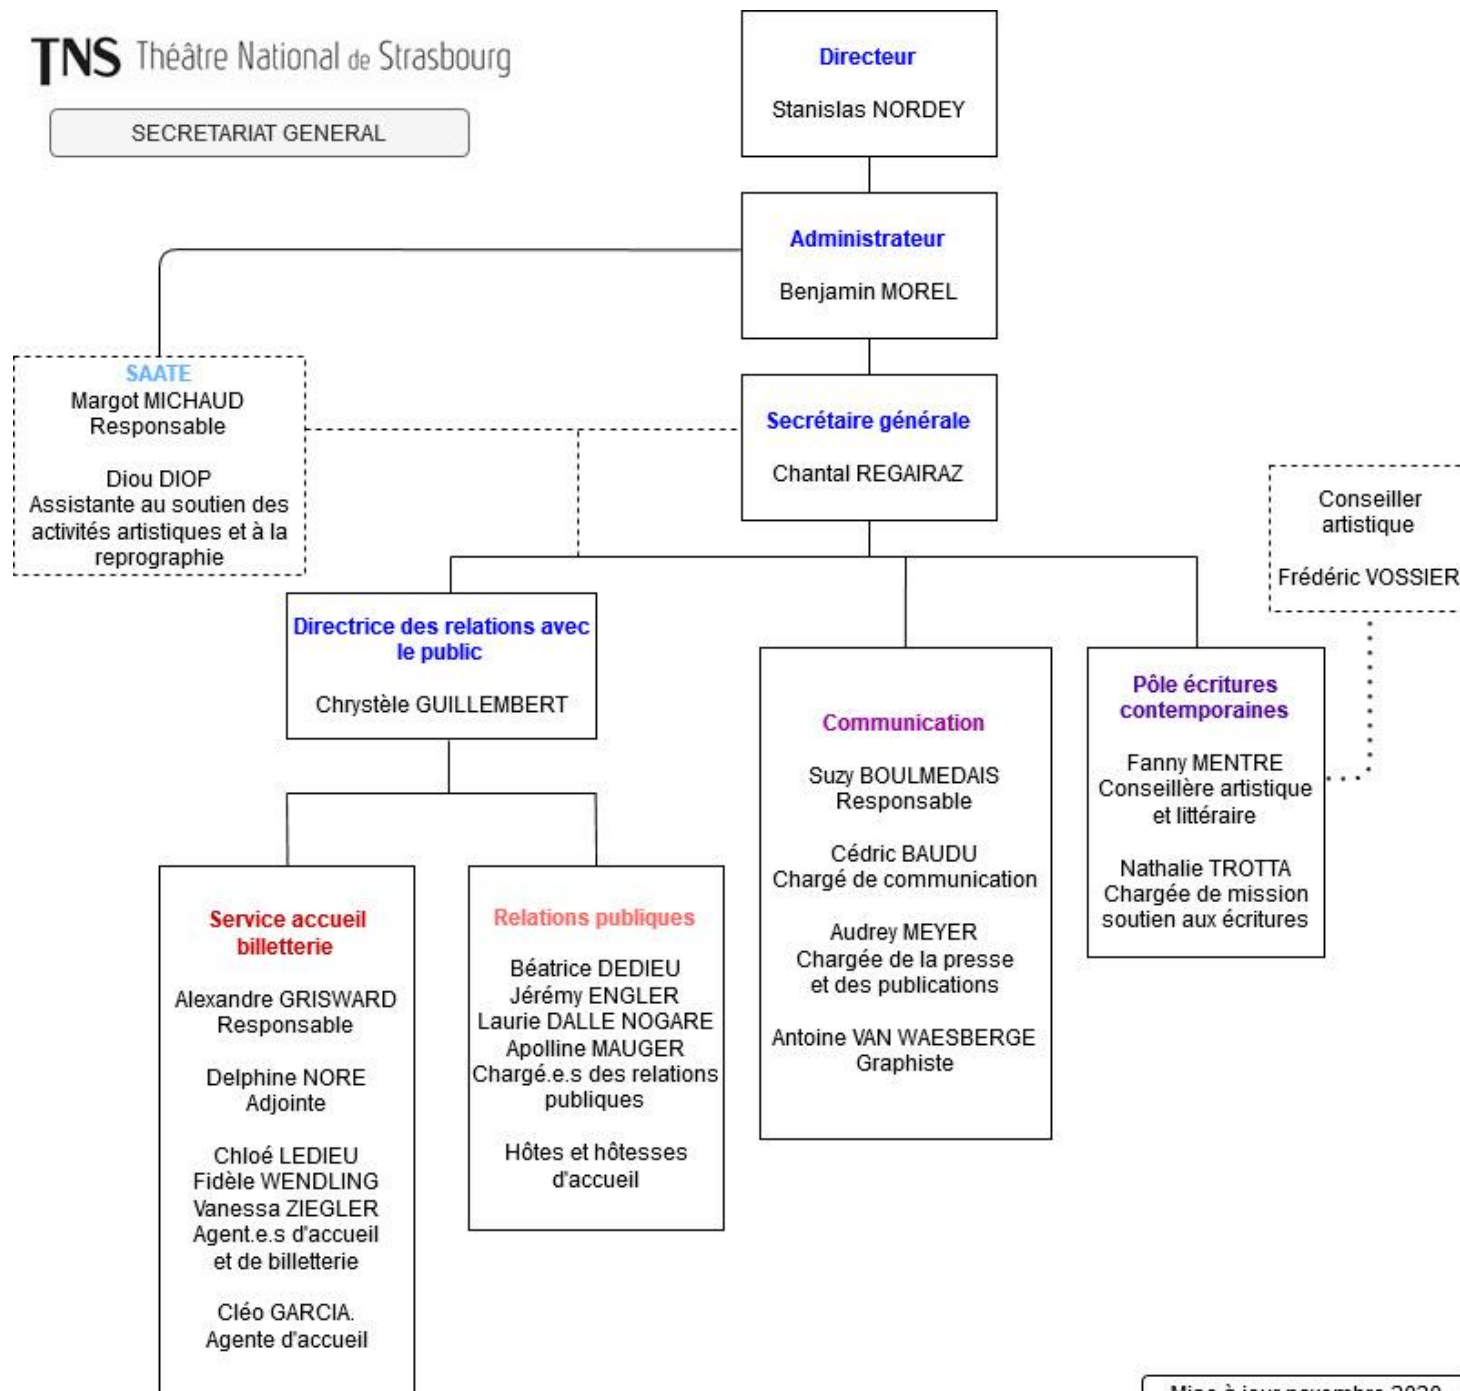 TNS Théâtre National de Strasbourg
SECRETARIAT GENERAL
Directeur
Stanislas NORDEY
Administrateur
Benjamin MOREL
SAATE
Margot MICHAUD
Responsable
Diou DIOP
Assistante au soutien des
activités artistiques et à la
reprographie
Secrétaire générale
Chantal REGAIRAZ
Conseiller
artistique
Frédéric VOSSIER
Directrice des relations avec
le public
Chrystèle GUILLEMBERT
Service accueil
billetterie
Alexandre GRISWARD
Responsable
Delphine NORE
Adjointe
Chloé LEDIEU
Fidèle WENDLING
Vanessa ZIEGLER
Agent.e.s d'accueil
et de billetterie
Cléo GARCIA.
Agente d'accueil
Relations publiques
Béatrice DEDIEU
Jérémy ENGLER
Laurie DALLE NOGARE
Apolline MAUGER
Chargé.e.s des relations
publiques
Hôtes et hôtesses
d'accueil
Communication
Suzy BOULMEDAIS
Responsable
Cédric BAUDU
Chargé de communication
Audrey MEYER
Chargée de la presse
et des publications
Antoine VAN WAESBERGE
Graphiste
Pôle écritures
contemporaines
Fanny MENTRE
Conseillère artistique
et littéraire
Nathalie TROTTA
Chargée de mission
soutien aux écritures
Mise à jour novembre 2020